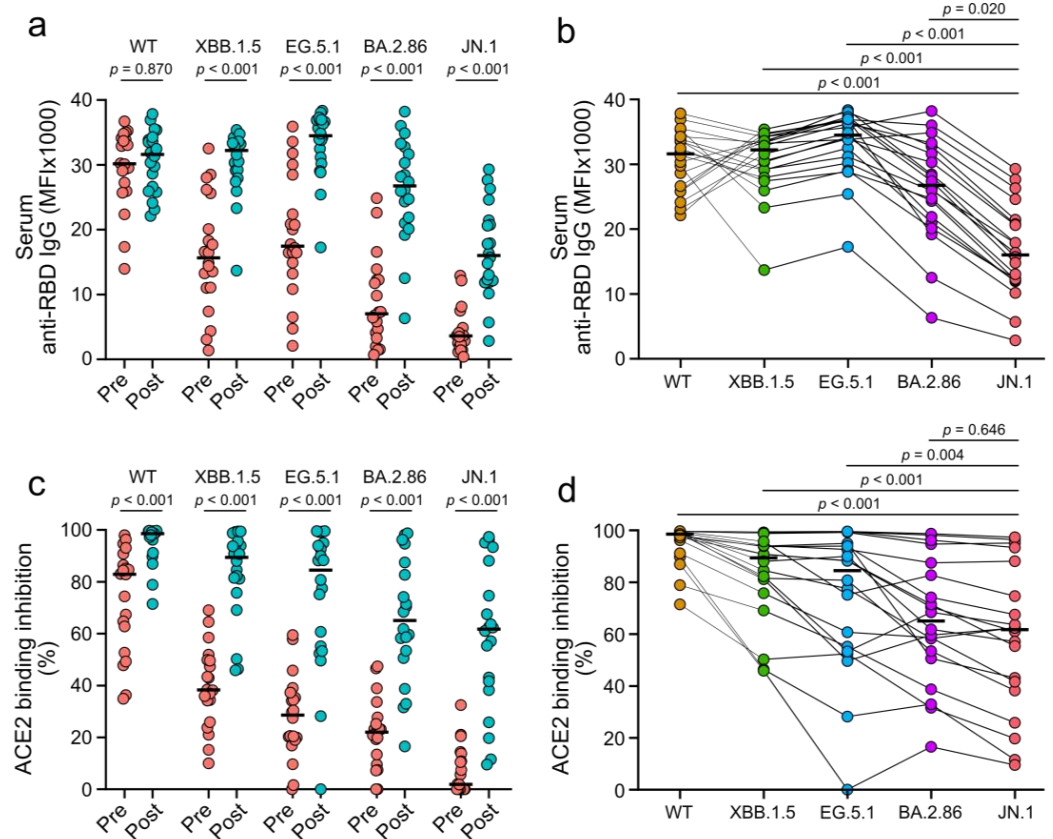 a
WT XBB.1.5 EG.5.1 BA.2.86 JN.1
p = 0.870 p < 0.001 p < 0.001 p < 0.001 p < 0.001
Serum
anti-RBD IgG (MFIx1000)
40
30
20
10
0
Pre Post Pre Post Pre Post Pre Post Pre Post
b
p = 0.020
p < 0.001
p < 0.001
p < 0.001
Serum
anti-RBD IgG (MFIx1000)
40
30
20
10
0
WT XBB.1.5 EG.5.1 BA.2.86 JN.1
c
WT XBB.1.5 EG.5.1 BA.2.86 JN.1
p < 0.001 p < 0.001 p < 0.001 p < 0.001 p < 0.001
ACE2 binding inhibition
(%)
100
80
60
40
20
0
Pre Post Pre Post Pre Post Pre Post Pre Post
d
p = 0.646
p = 0.004
p < 0.001
p < 0.001
ACE2 binding inhibition
(%)
100
80
60
40
20
0
WT XBB.1.5 EG.5.1 BA.2.86 JN.1